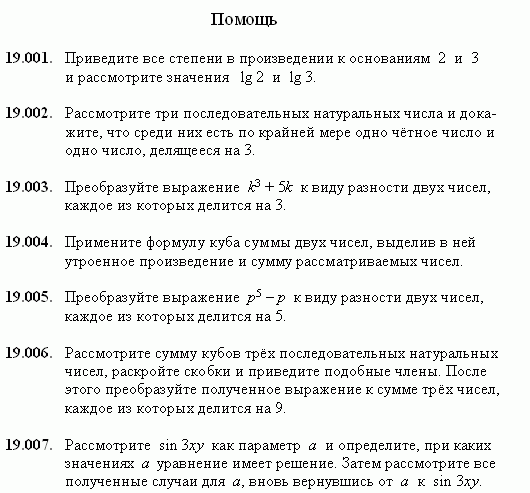 Помощь
19.001. Приведите все степени в произведении к основаниям 2 и 3
и рассмотрите значения lg 2 и lg 3.
19.002. Рассмотрите три последовательных натуральных числа и дока-
жите, что среди них есть по крайней мере одно чётное число и
одно число, делящееся на 3.
19.003. Преобразуйте выражение k³ + 5k к виду разности двух чисел,
каждое из которых делится на 3.
19.004. Примените формулу куба суммы двух чисел, выделив в ней
утроенное произведение и сумму рассматриваемых чисел.
19.005. Преобразуйте выражение p⁵ – p к виду разности двух чисел,
каждое из которых делится на 5.
19.006. Рассмотрите сумму кубов трёх последовательных натуральных
чисел, раскройте скобки и приведите подобные члены. После
этого преобразуйте полученное выражение к сумме трёх чисел,
каждое из которых делится на 9.
19.007. Рассмотрите sin 3xy как параметр a и определите, при каких
значениях a уравнение имеет решение. Затем рассмотрите все
полученные случаи для a, вновь вернувшись от a к sin 3xy.